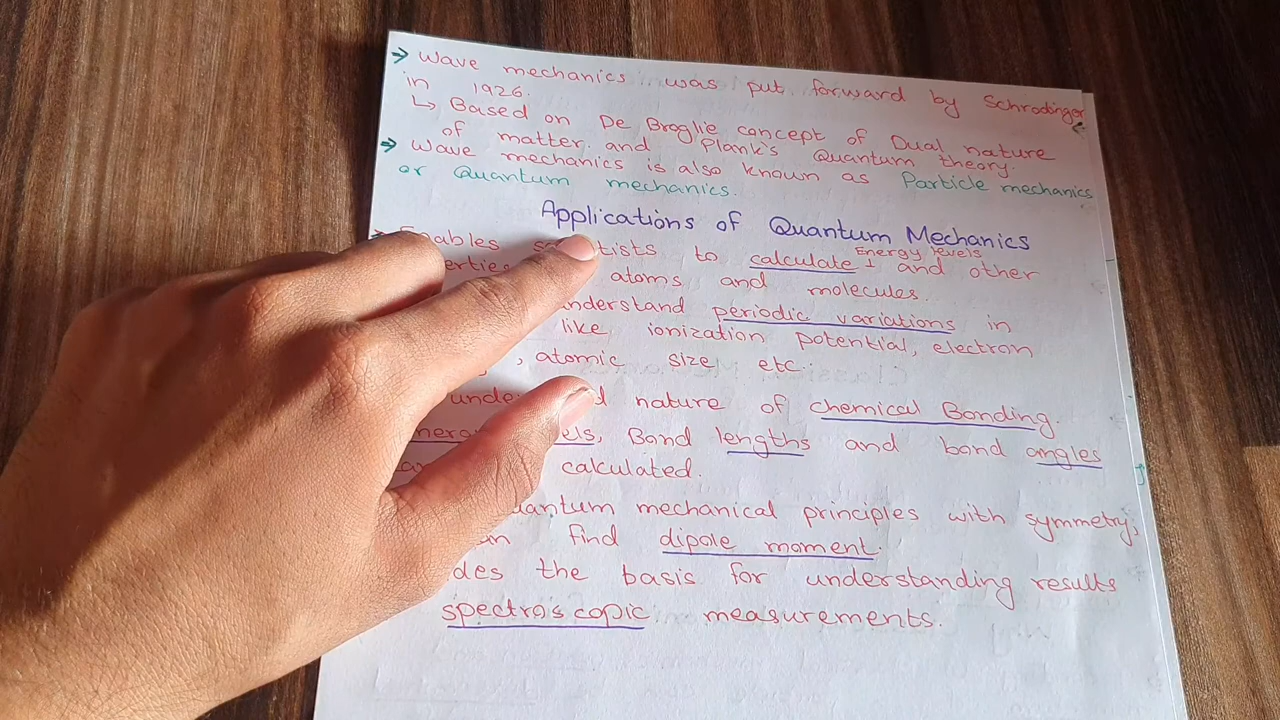 → Wave mechanics was put forward by Schrodinger
in 1926.
↳ Based on De Broglie concept of Dual nature
of matter and Plank's Quantum theory.
→ Wave mechanics is also known as Particle mechanics
or Quantum mechanics.
Applications of Quantum Mechanics
Energy levels
→ Enables to calculate and other
atoms and molecules.
understand periodic variations in
like ionization potential, electron
, atomic size etc.
nature of chemical Bonding.
Bond lengths and bond angles
calculated.
quantum mechanical principles with symmetry,
find dipole moment.
the basis for understanding results
spectroscopic measurements.